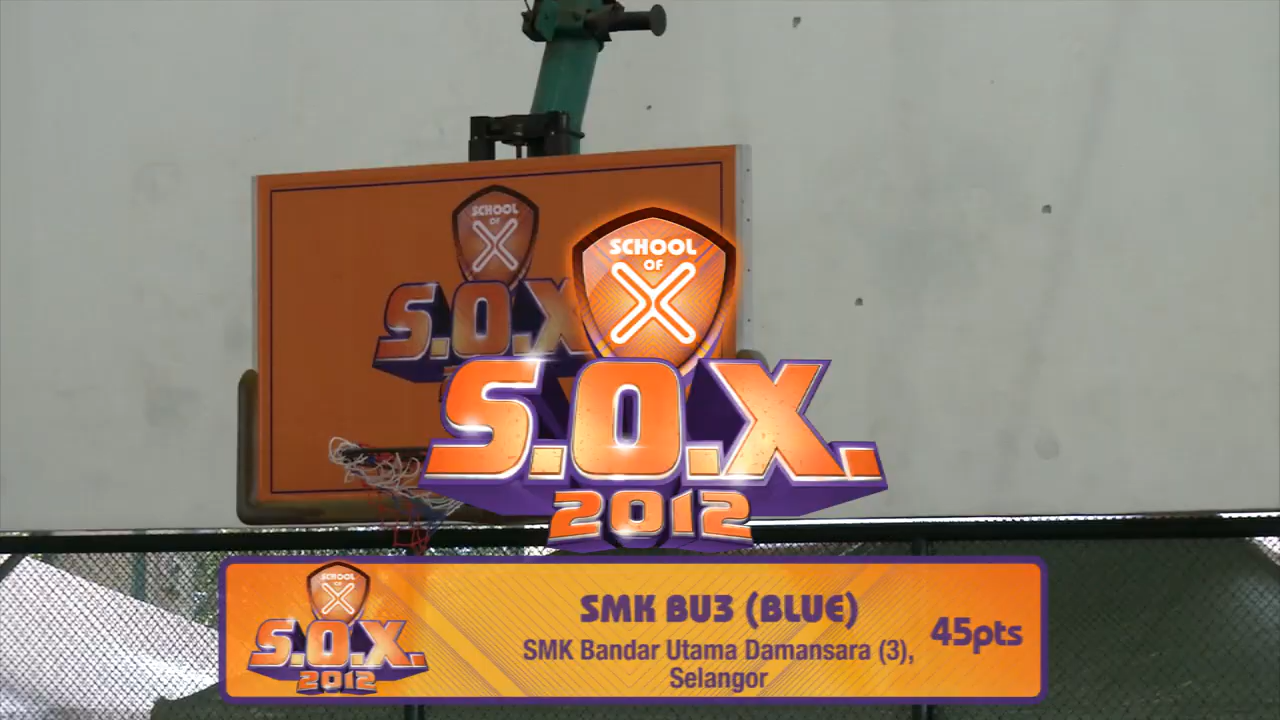 SCHOOL
OF
X
S.O.X
SCHOOL
OF
X
S.O.X.
2012
SCHOOL
OF
X
S.O.X.
2012
SMK BU3 (BLUE)
SMK Bandar Utama Damansara (3),
Selangor
45pts